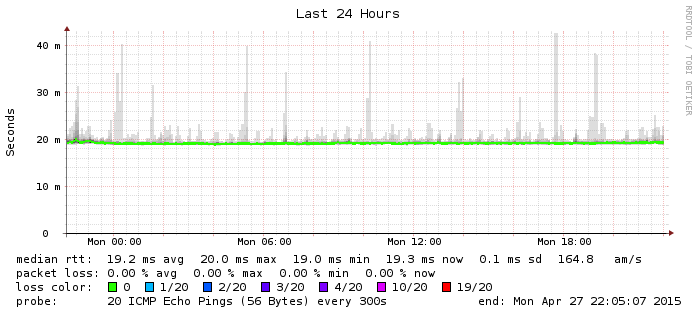 Last 24 Hours
RRDTOOL / TOBI OETIKER
Seconds
40 m
30 m
20 m
10 m
0
Mon 00:00 Mon 06:00 Mon 12:00 Mon 18:00
median rtt: 19.2 ms avg 20.0 ms max 19.0 ms min 19.3 ms now 0.1 ms sd 164.8 am/s
packet loss: 0.00 % avg 0.00 % max 0.00 % min 0.00 % now
loss color: 0 1/20 2/20 3/20 4/20 10/20 19/20
probe: 20 ICMP Echo Pings (56 Bytes) every 300s end: Mon Apr 27 22:05:07 2015